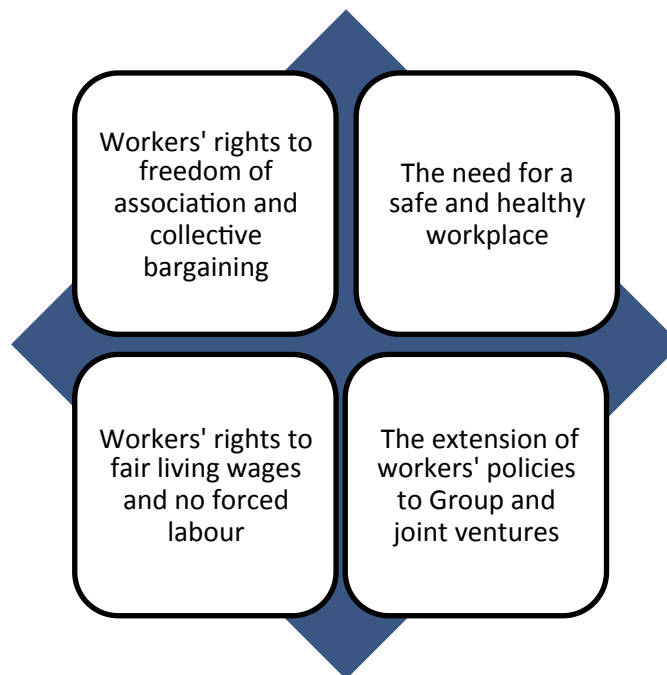 Workers' rights to
freedom of
association and
collective
bargaining
The need for a
safe and healthy
workplace
Workers' rights to
fair living wages
and no forced
labour
The extension of
workers' policies
to Group and
joint ventures